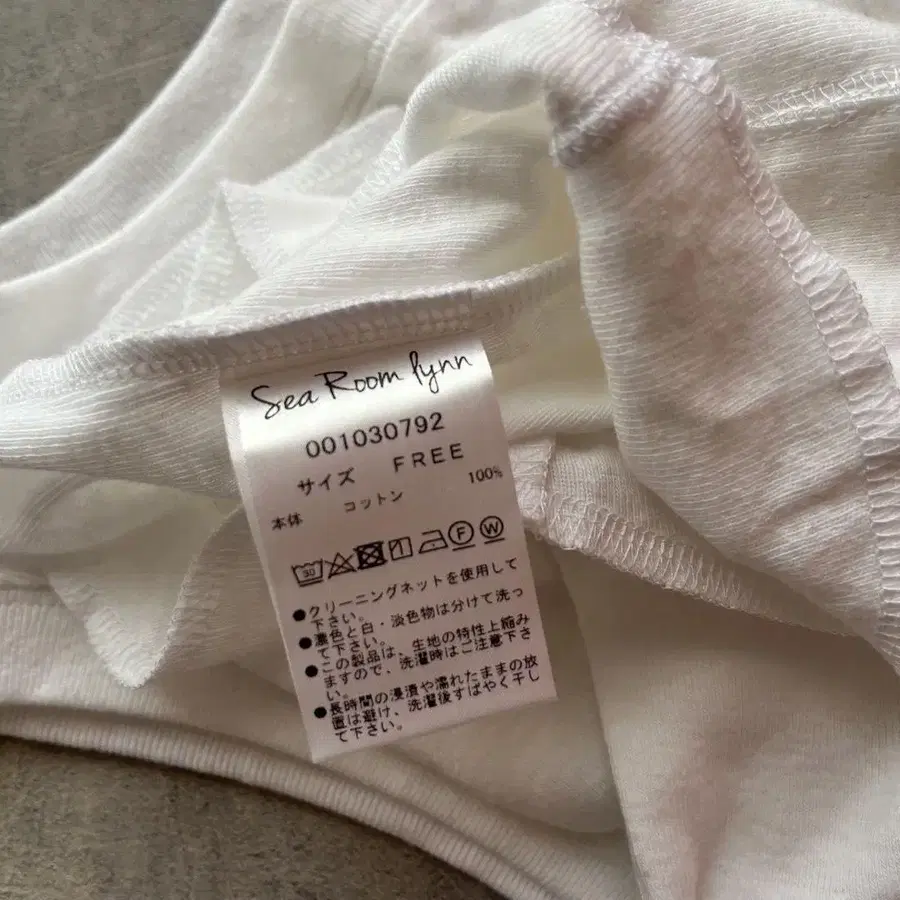 Sea Room lynn
001030792
サイズ FREE
本体 コットン 100%
30 F W
●クリーニングネットを使用して
下さい。
●濃色と白・淡色物は分けて洗っ
て下さい。
●この製品は、生地の特性上縮み
ますので、洗濯時はご注意下さ
い。
●長時間の浸漬や濡れたままの放
置は避け、洗濯後すばやく干し
て下さい。